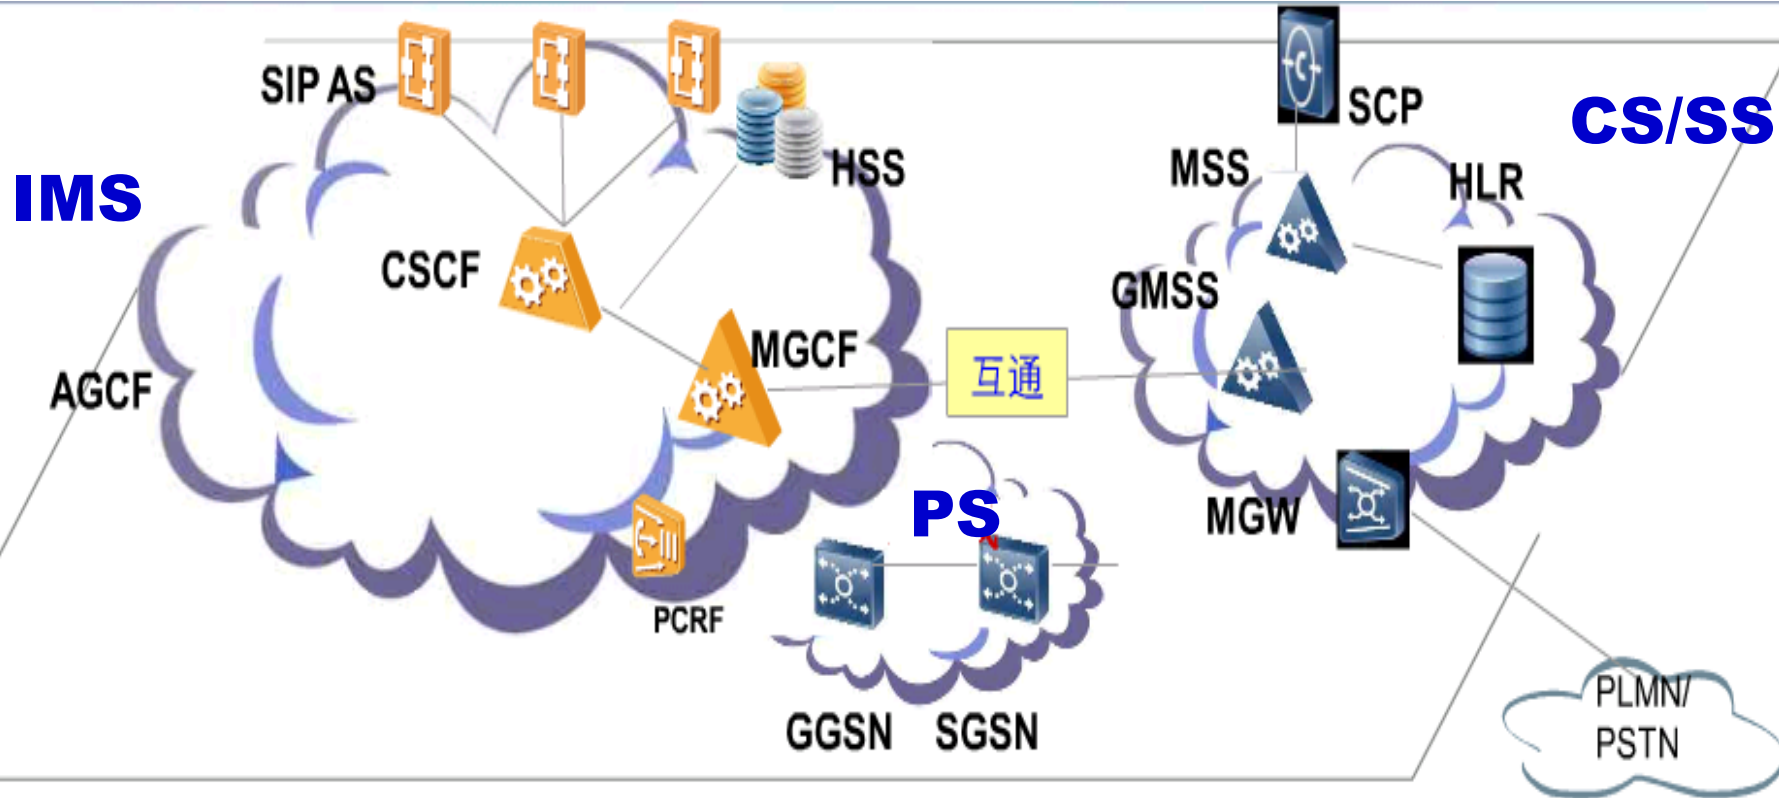 SIP AS
SCP
CS/SS
IMS
HSS
MSS
HLR
CSCF
GMSS
MGCF
互通
AGCF
PS
MGW
PCRF
GGSN
SGSN
PLMN/
PSTN